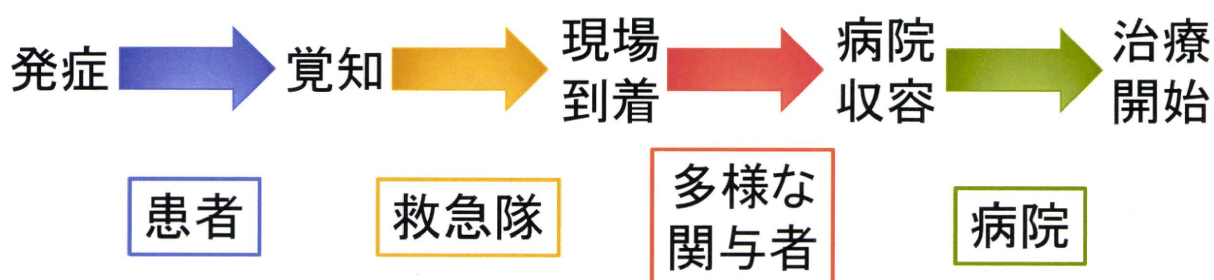 発症
覚知
現場
到着
病院
収容
治療
開始
患者
救急隊
多様な
関与者
病院